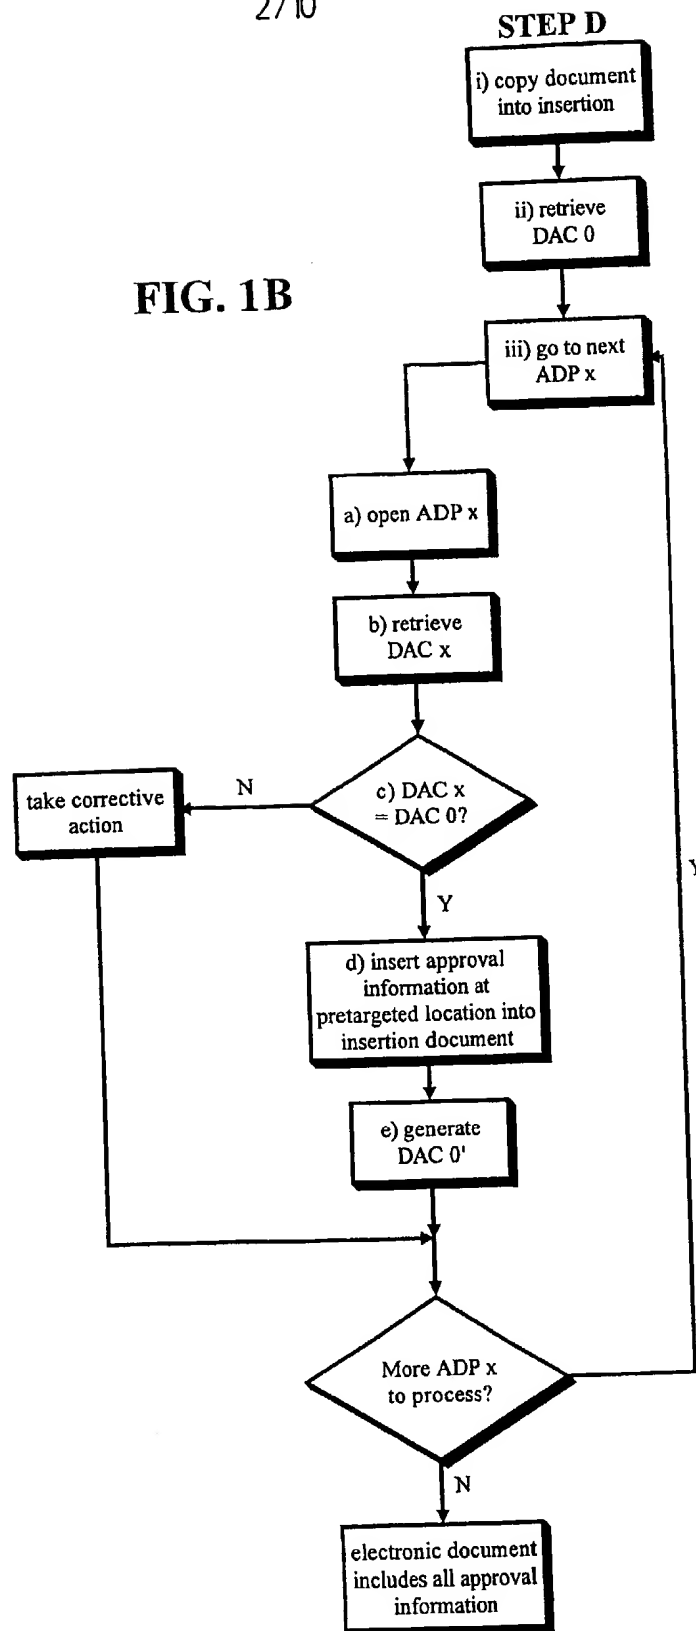 2/10
STEP D
i) copy document
into insertion
ii) retrieve
DAC 0
FIG. 1B
iii) go to next
ADP x
a) open ADP x
b) retrieve
DAC x
c) DAC x
= DAC 0?
N
take corrective
action
Y
Y
d) insert approval
information at
pretargeted location into
insertion document
e) generate
DAC 0'
More ADP x
to process?
N
electronic document
includes all approval
information